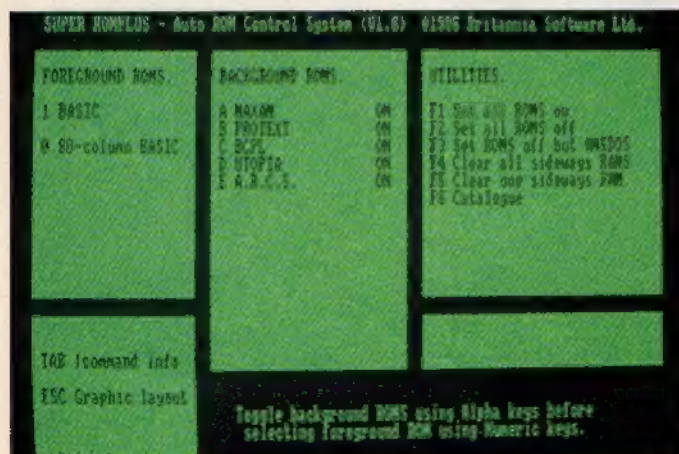 SUPER ROMPLUS - Auto ROM Control System (V1.6) ©1986 Britannia Software Ltd.
FOREGROUND ROMS.
1 BASIC
0 80-column BASIC
BACKGROUND ROMS.
A MAXAM ON
B PROTEXT ON
C BCPL ON
D UTOPIA ON
E A.B.C.S. ON
UTILITIES.
F1 Set all ROMS on
F2 Set all ROMS off
F3 Set ROMS off but AMSDOS
F4 Clear all sideways RAMS
F5 Clear one sideways RAM
F6 Catalogue
TAB |command info
ESC Graphic layout
Toggle background ROMS using Alpha keys before
selecting foreground ROM using Numeric keys.